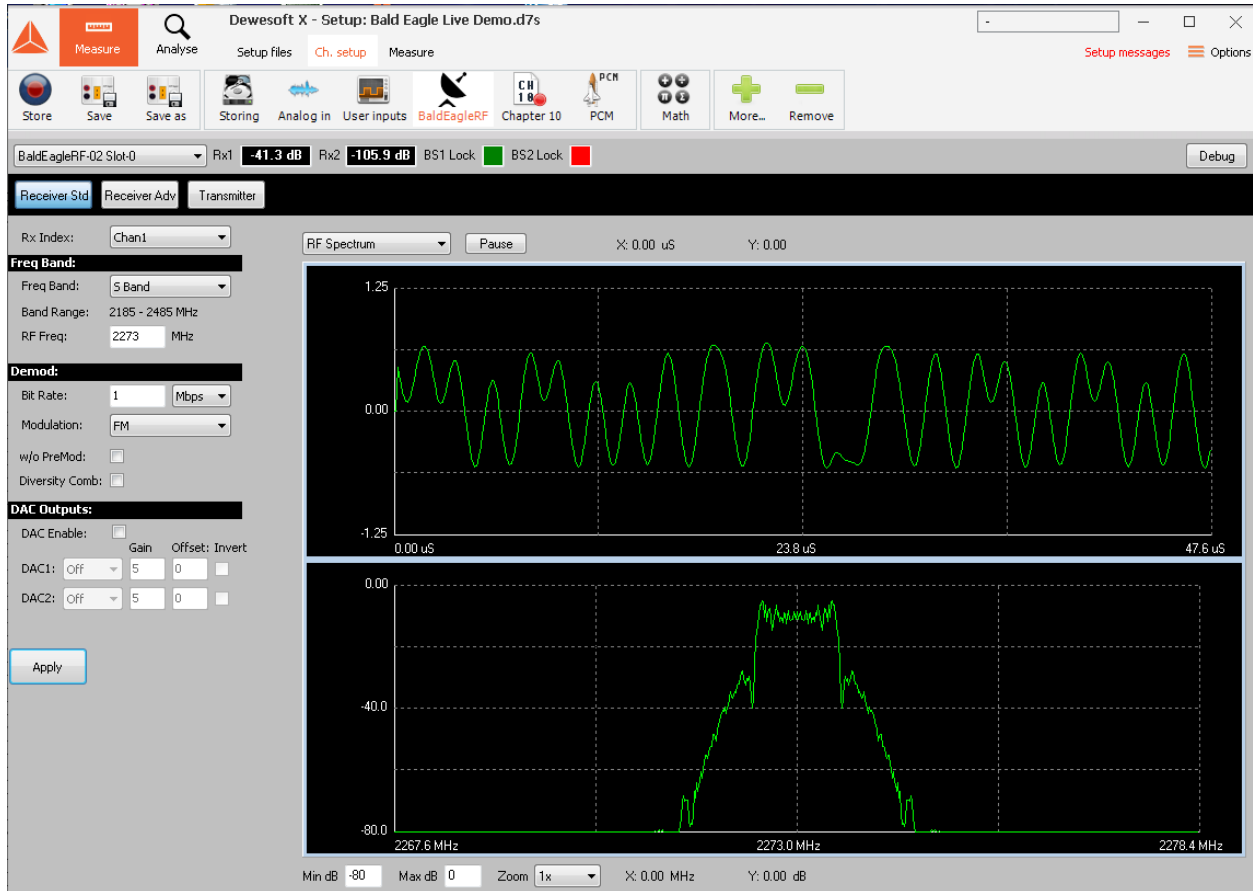 Dewesoft X - Setup: Bald Eagle Live Demo.d7s
-
Measure
Analyse
Setup files Ch. setup Measure
Setup messages Options
CH
10
PCM
Store Save Save as Storing Analog in User inputs BaldEagleRF Chapter 10 PCM Math More... Remove
BaldEagleRF-02 Slot-0 Rx1 -41.3 dB Rx2 -105.9 dB BS1 Lock BS2 Lock Debug
Receiver Std Receiver Adv Transmitter
Rx Index: Chan1
RF Spectrum Pause X: 0.00 uS Y: 0.00
Freq Band:
Freq Band: S Band
Band Range: 2185 - 2485 MHz
RF Freq: 2273 MHz
Demod:
Bit Rate: 1 Mbps
Modulation: FM
w/o PreMod:
Diversity Comb:
DAC Outputs:
DAC Enable:
Gain Offset: Invert
DAC1: Off 5 0
DAC2: Off 5 0
Apply
1.25
0.00
-1.25
0.00 uS 23.8 uS 47.6 uS
0.00
-40.0
-80.0
2267.6 MHz 2273.0 MHz 2278.4 MHz
Min dB -80 Max dB 0 Zoom 1x X: 0.00 MHz Y: 0.00 dB